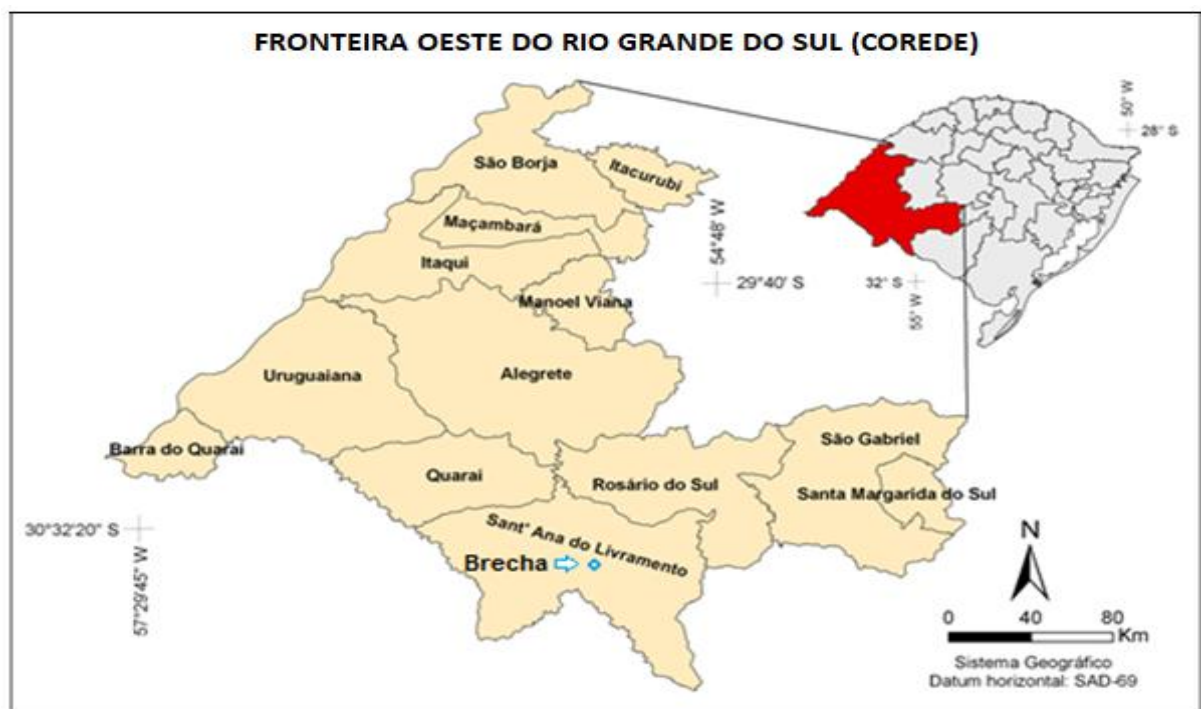 FRONTEIRA OESTE DO RIO GRANDE DO SUL (COREDE)
50° W
28° S
São Borja
Itacurubi
Maçambará
Itaqui
54°48' W
29°40' S
32° S
55° W
Manoel Viana
Uruguaiana
Alegrete
Barra do Quarai
São Gabriel
Quarai
Rosário do Sul
Santa Margarida do Sul
30°32'20" S
57°29'45" W
Sant' Ana do Livramento
Brecha
N
0 40 80
Km
Sistema Geográfico
Datum horizontal: SAD-69